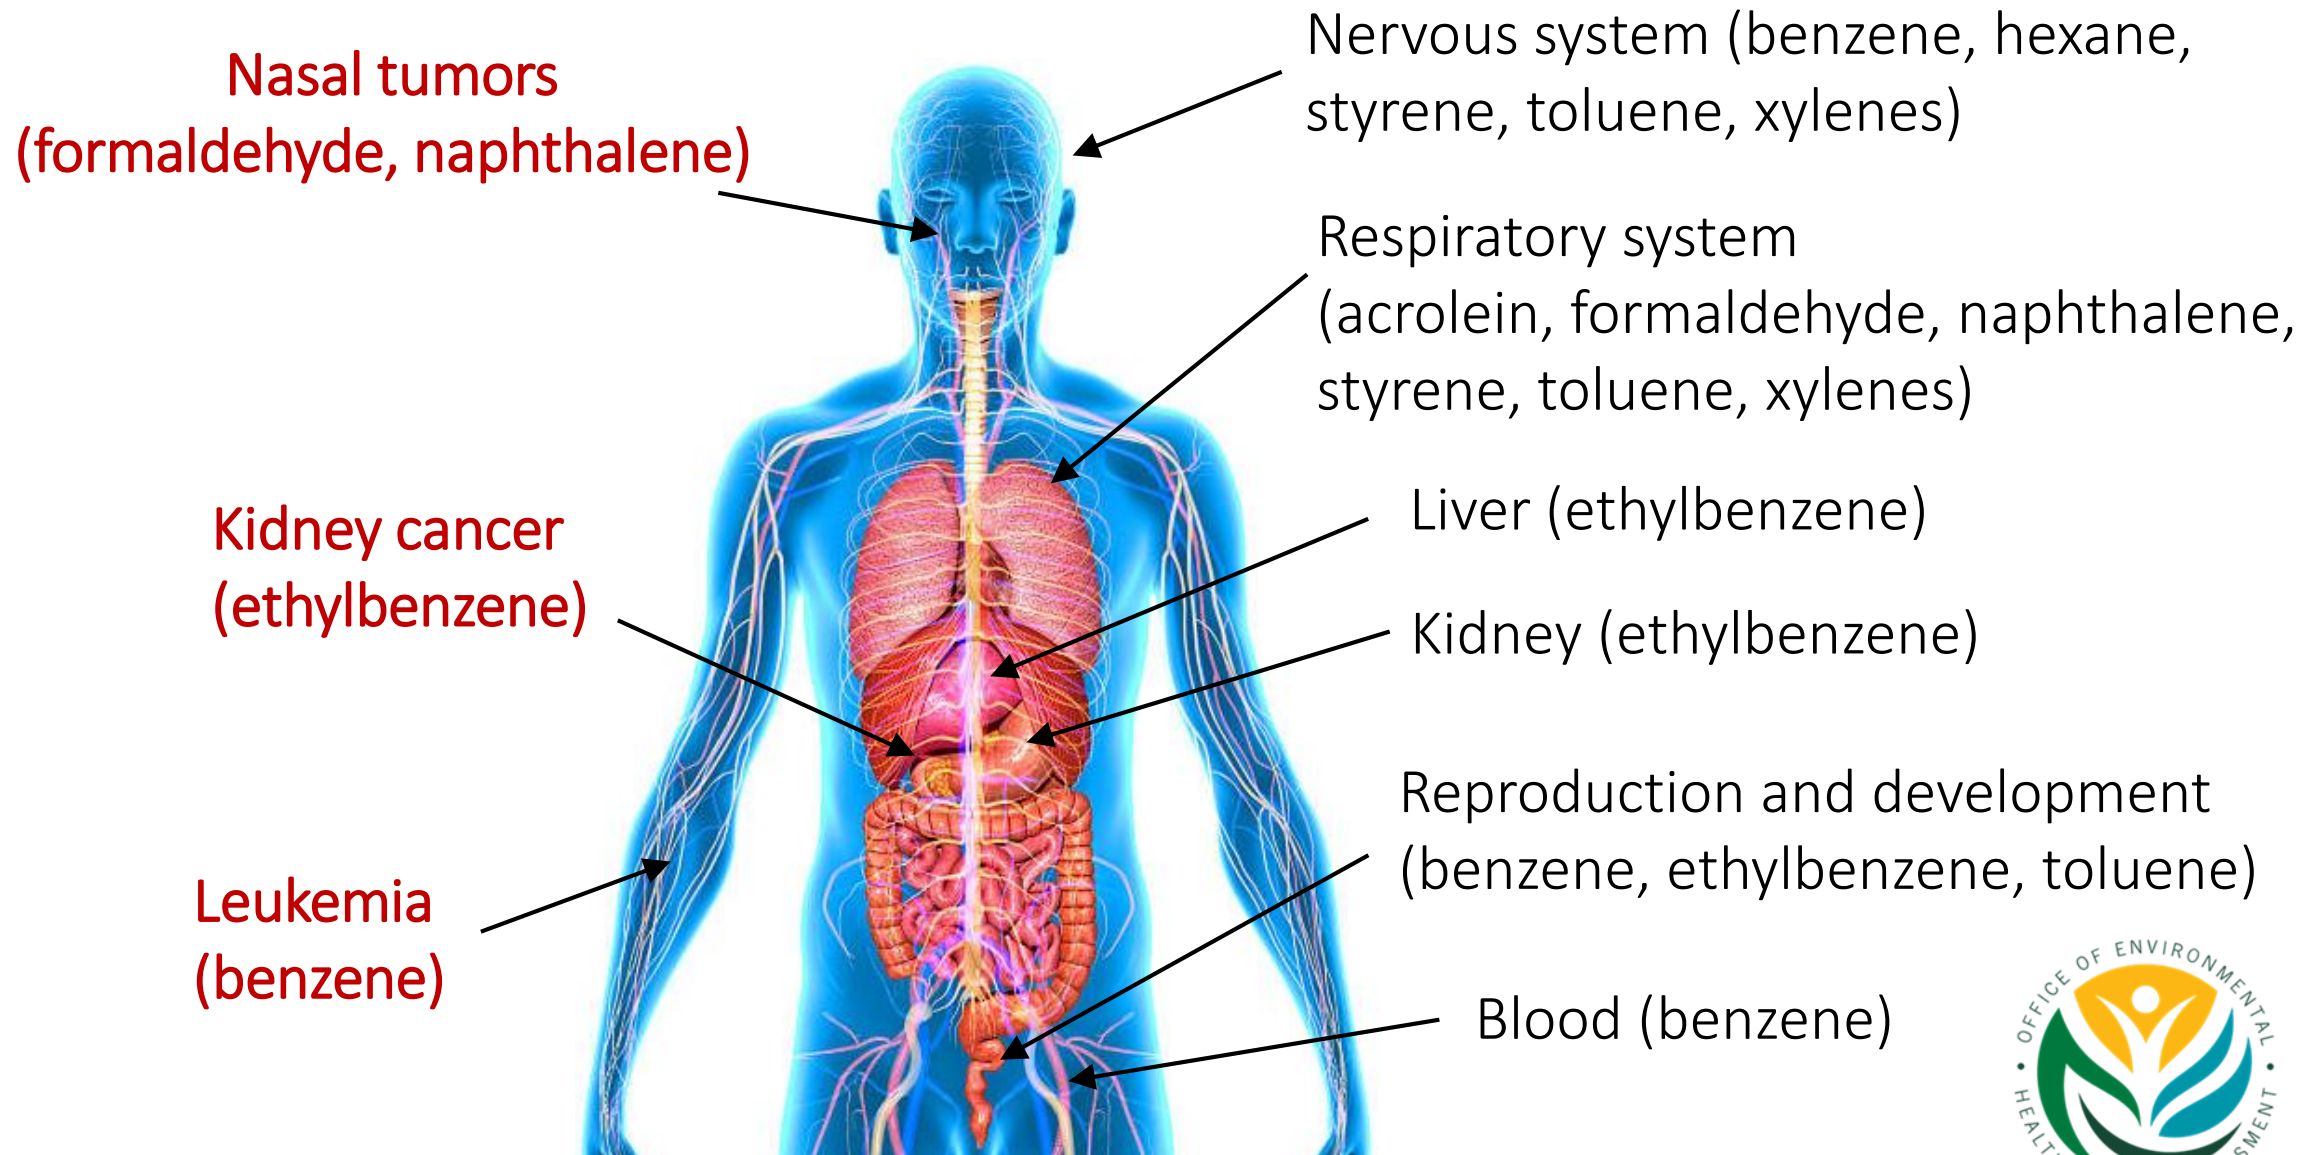 Nasal tumors
(formaldehyde, naphthalene)
Kidney cancer
(ethylbenzene)
Leukemia
(benzene)
Nervous system (benzene, hexane,
styrene, toluene, xylenes)
Respiratory system
(acrolein, formaldehyde, naphthalene,
styrene, toluene, xylenes)
Liver (ethylbenzene)
Kidney (ethylbenzene)
Reproduction and development
(benzene, ethylbenzene, toluene)
Blood (benzene)
• OFFICE OF ENVIRONMENTAL •